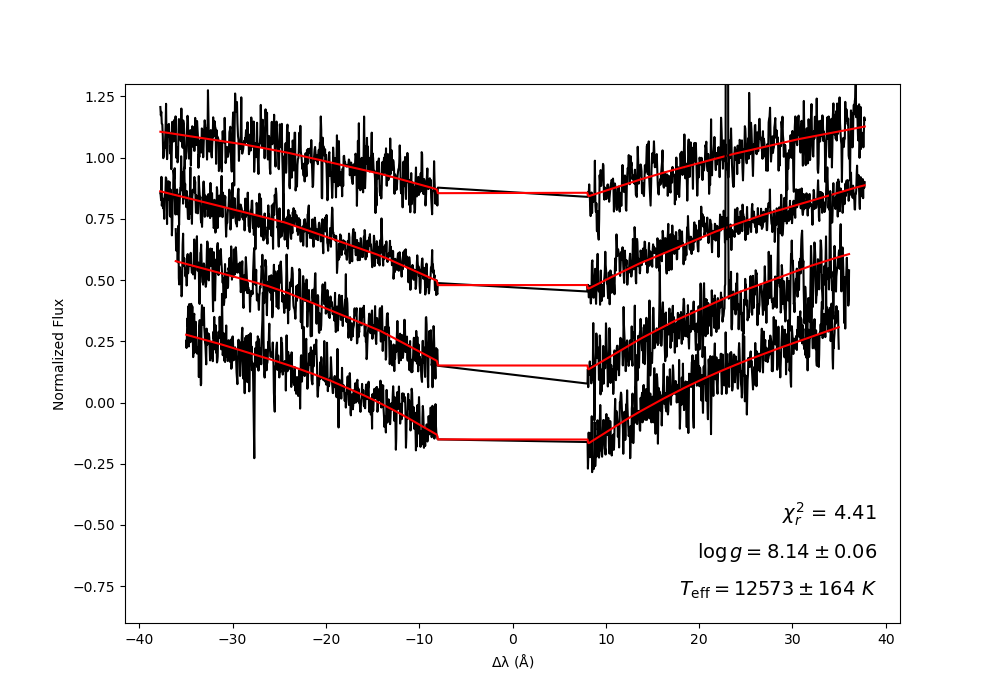 1.25
1.00
0.75
0.50
0.25
0.00
−0.25
−0.50
−0.75
Normalized Flux
χ²ᵣ = 4.41
log g = 8.14 ± 0.06
T_eff = 12573 ± 164 K
−40 −30 −20 −10 0 10 20 30 40
Δλ (Å)